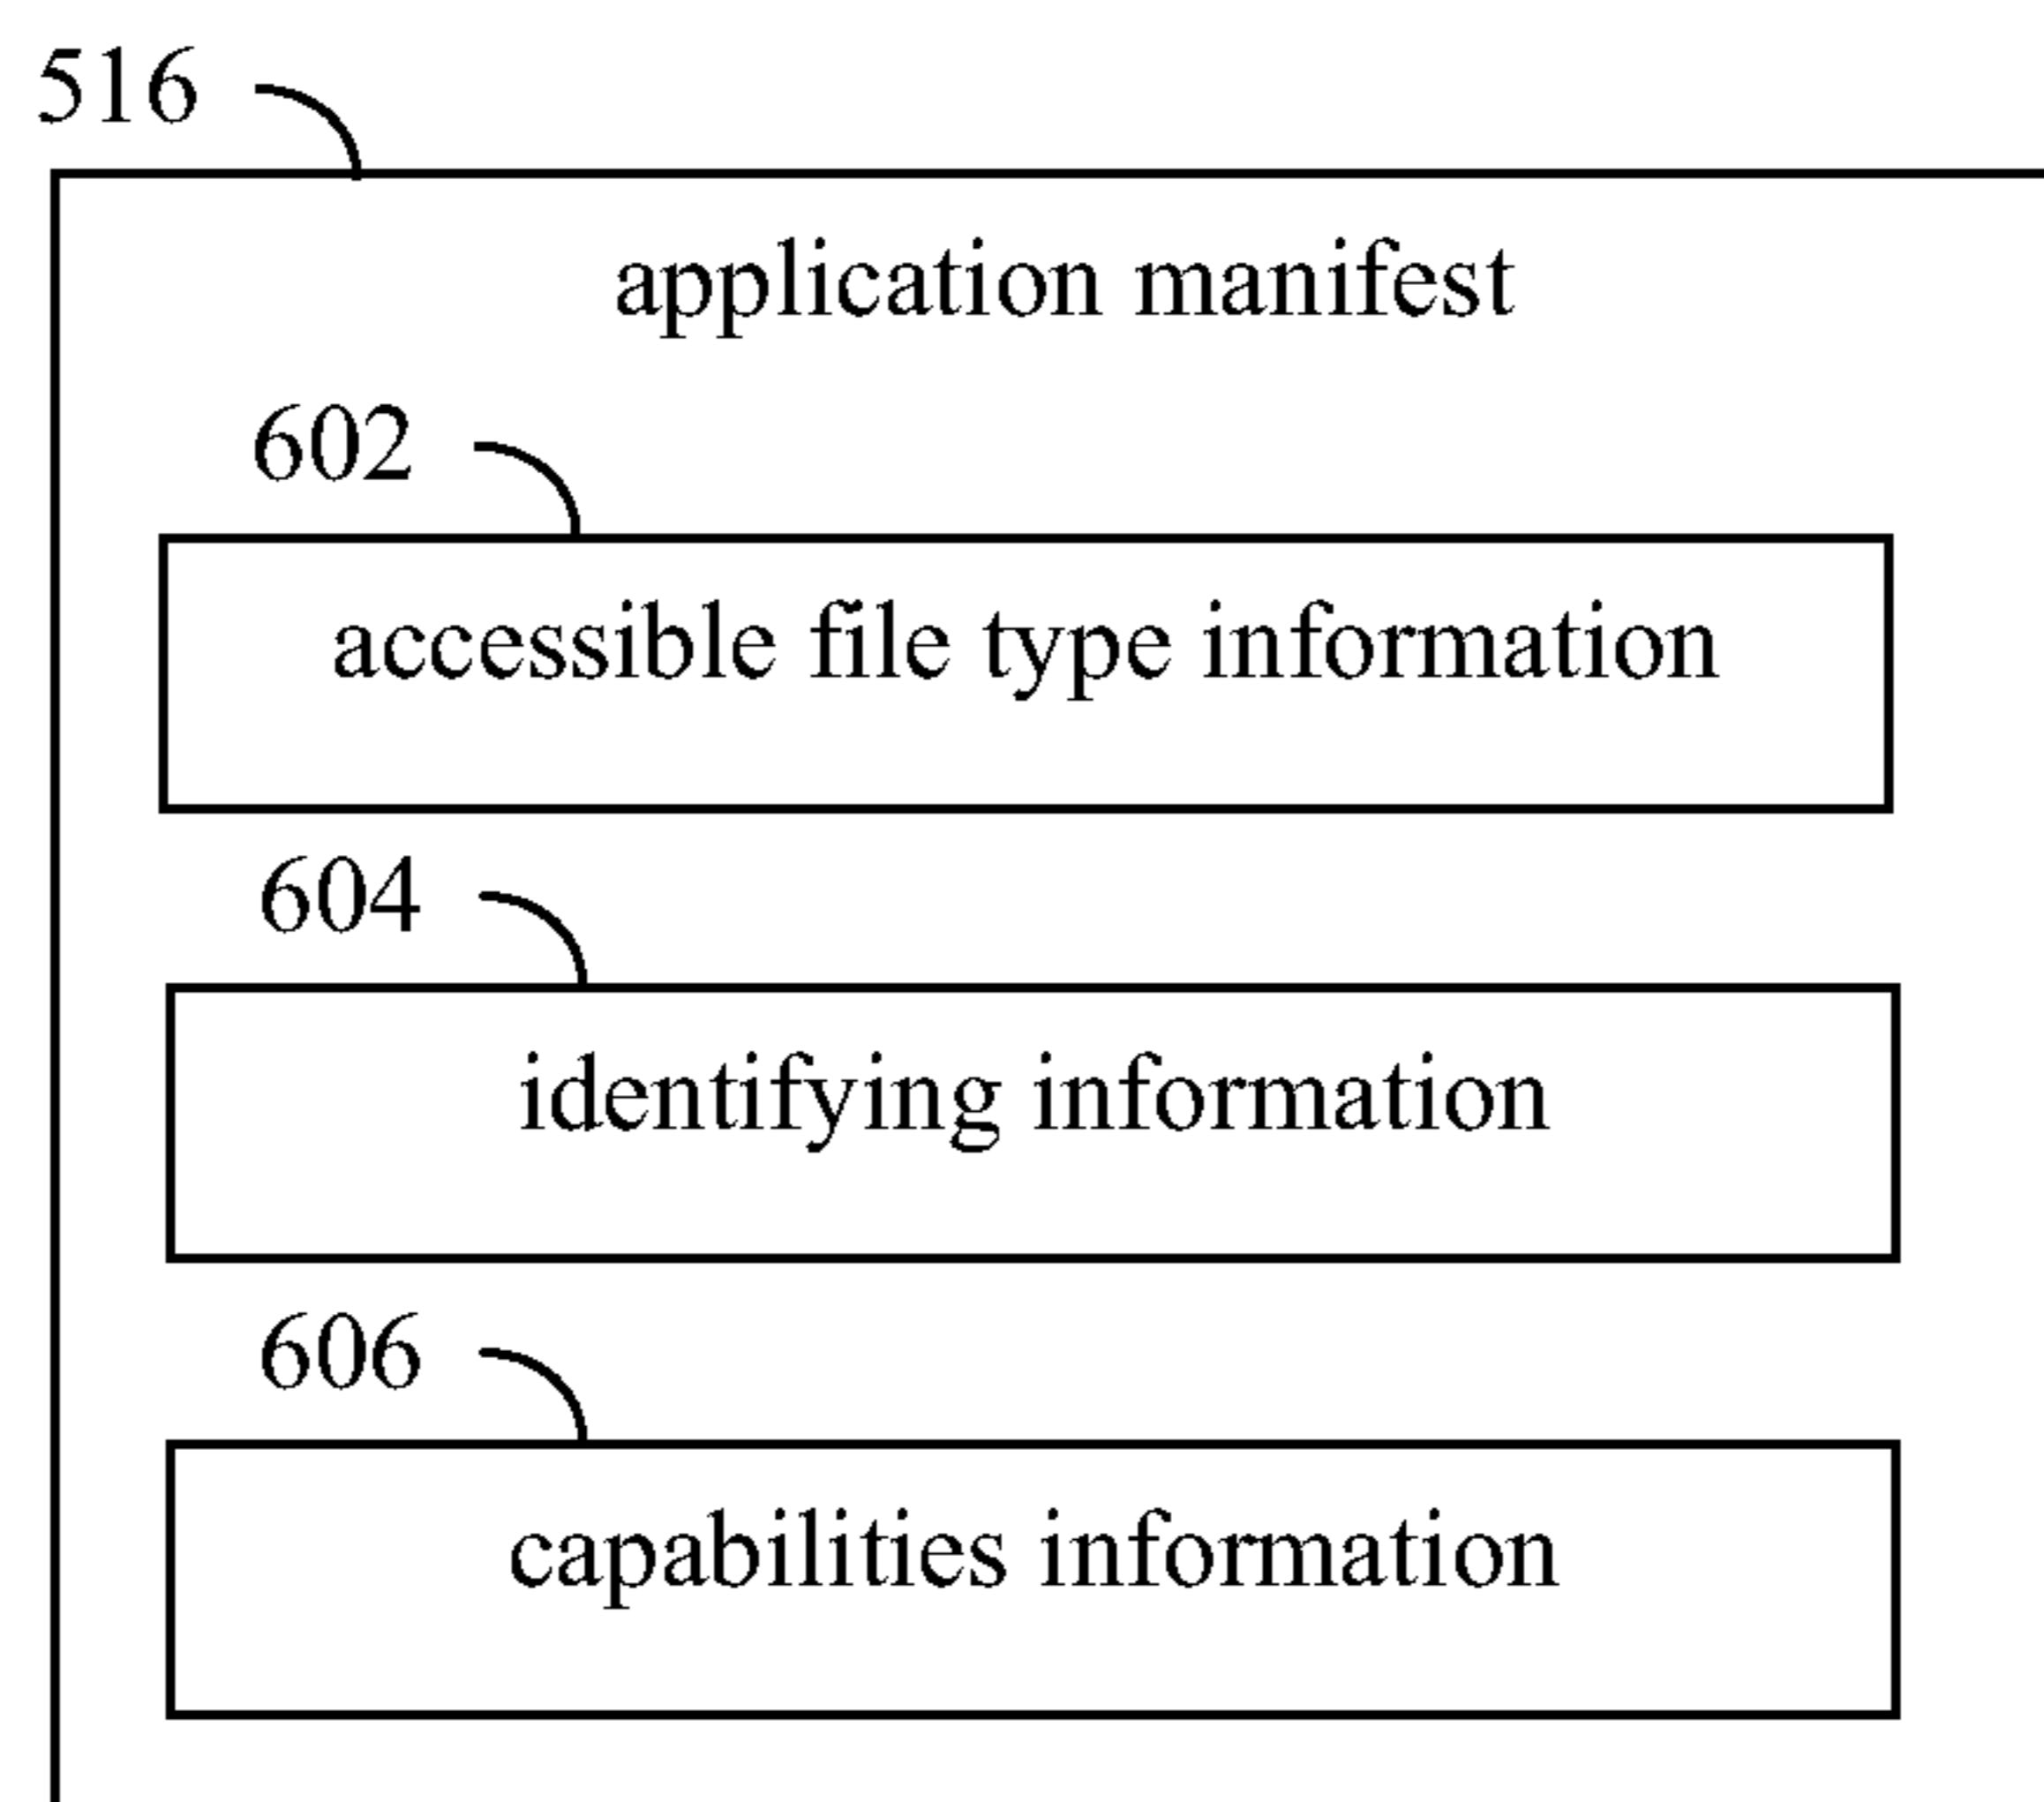 516
application manifest
602
accessible file type information
604
identifying information
606
capabilities information